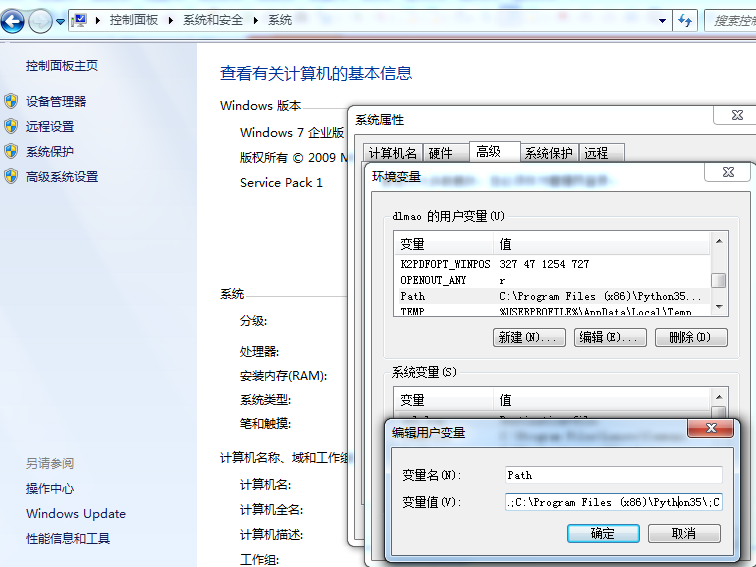 控制面板 系统和安全 系统
搜索控
控制面板主页
设备管理器
远程设置
系统保护
高级系统设置
另请参阅
操作中心
Windows Update
性能信息和工具
查看有关计算机的基本信息
Windows 版本
Windows 7 企业版
版权所有 © 2009 M
Service Pack 1
系统
分级:
处理器:
安装内存(RAM):
系统类型:
笔和触摸:
计算机名称、域和工作组
计算机名:
计算机全名:
计算机描述:
工作组:
系统属性
计算机名 硬件 高级 系统保护 远程
环境变量
dlmao 的用户变量(U)
变量 值
K2PDFOPT_WINPOS 327 47 1254 727
OPENOUT_ANY r
Path C:\Program Files (x86)\Python35...
TEMP %USERPROFILE%\AppData\Local\Temp
新建(N)... 编辑(E)... 删除(D)
系统变量(S)
变量 值
编辑用户变量
变量名(N): Path
变量值(V): .;C:\Program Files (x86)\Python35\;C
确定 取消